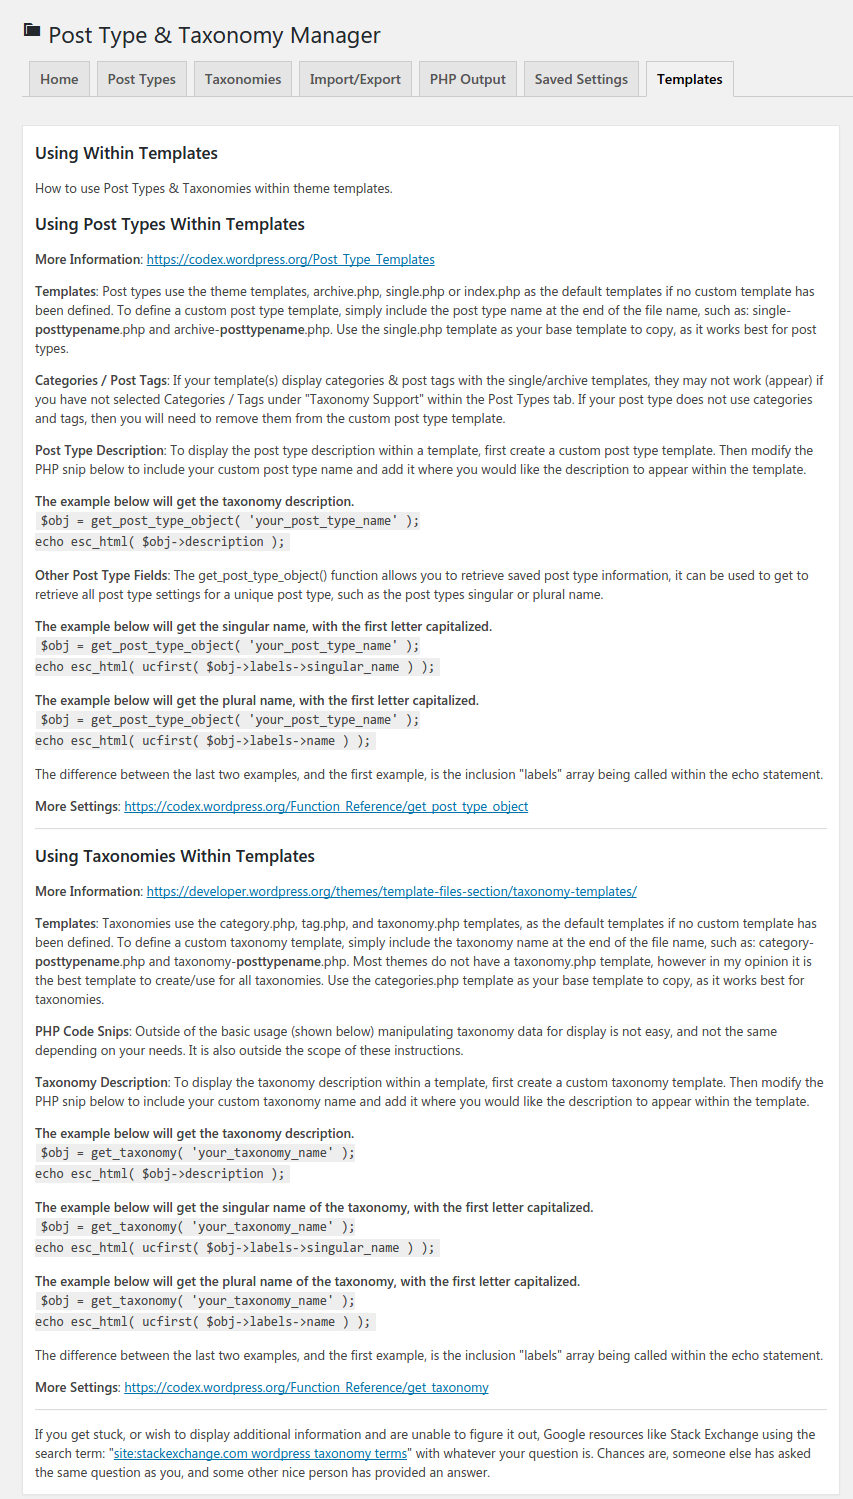 Post Type & Taxonomy Manager
Home Post Types Taxonomies Import/Export PHP Output Saved Settings Templates
Using Within Templates
How to use Post Types & Taxonomies within theme templates.
Using Post Types Within Templates
More Information: https://codex.wordpress.org/Post_Type_Templates
Templates: Post types use the theme templates, archive.php, single.php or index.php as the default templates if no custom template has
been defined. To define a custom post type template, simply include the post type name at the end of the file name, such as: single-
posttypename.php and archive-posttypename.php. Use the single.php template as your base template to copy, as it works best for post
types.
Categories / Post Tags: If your template(s) display categories & post tags with the single/archive templates, they may not work (appear) if
you have not selected Categories / Tags under "Taxonomy Support" within the Post Types tab. If your post type does not use categories
and tags, then you will need to remove them from the custom post type template.
Post Type Description: To display the post type description within a template, first create a custom post type template. Then modify the
PHP snip below to include your custom post type name and add it where you would like the description to appear within the template.
The example below will get the taxonomy description.
$obj = get_post_type_object( 'your_post_type_name' );
echo esc_html( $obj->description );
Other Post Type Fields: The get_post_type_object() function allows you to retrieve saved post type information, it can be used to get to
retrieve all post type settings for a unique post type, such as the post types singular or plural name.
The example below will get the singular name, with the first letter capitalized.
$obj = get_post_type_object( 'your_post_type_name' );
echo esc_html( ucfirst( $obj->labels->singular_name ) );
The example below will get the plural name, with the first letter capitalized.
$obj = get_post_type_object( 'your_post_type_name' );
echo esc_html( ucfirst( $obj->labels->name ) );
The difference between the last two examples, and the first example, is the inclusion "labels" array being called within the echo statement.
More Settings: https://codex.wordpress.org/Function_Reference/get_post_type_object
Using Taxonomies Within Templates
More Information: https://developer.wordpress.org/themes/template-files-section/taxonomy-templates/
Templates: Taxonomies use the category.php, tag.php, and taxonomy.php templates, as the default templates if no custom template has
been defined. To define a custom taxonomy template, simply include the taxonomy name at the end of the file name, such as: category-
posttypename.php and taxonomy-posttypename.php. Most themes do not have a taxonomy.php template, however in my opinion it is
the best template to create/use for all taxonomies. Use the categories.php template as your base template to copy, as it works best for
taxonomies.
PHP Code Snips: Outside of the basic usage (shown below) manipulating taxonomy data for display is not easy, and not the same
depending on your needs. It is also outside the scope of these instructions.
Taxonomy Description: To display the taxonomy description within a template, first create a custom taxonomy template. Then modify the
PHP snip below to include your custom taxonomy name and add it where you would like the description to appear within the template.
The example below will get the taxonomy description.
$obj = get_taxonomy( 'your_taxonomy_name' );
echo esc_html( $obj->description );
The example below will get the singular name of the taxonomy, with the first letter capitalized.
$obj = get_taxonomy( 'your_taxonomy_name' );
echo esc_html( ucfirst( $obj->labels->singular_name ) );
The example below will get the plural name of the taxonomy, with the first letter capitalized.
$obj = get_taxonomy( 'your_taxonomy_name' );
echo esc_html( ucfirst( $obj->labels->name ) );
The difference between the last two examples, and the first example, is the inclusion "labels" array being called within the echo statement.
More Settings: https://codex.wordpress.org/Function_Reference/get_taxonomy
If you get stuck, or wish to display additional information and are unable to figure it out, Google resources like Stack Exchange using the
search term: "site:stackexchange.com wordpress taxonomy terms" with whatever your question is. Chances are, someone else has asked
the same question as you, and some other nice person has provided an answer.